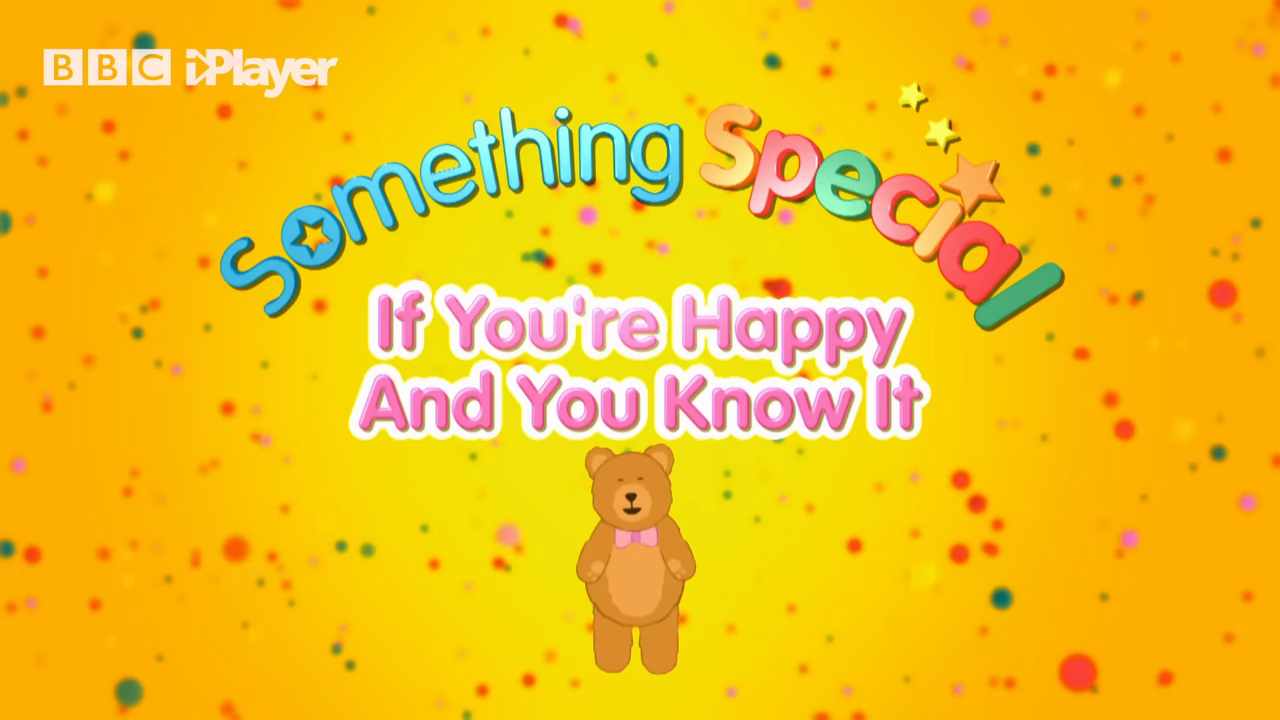 BBC iPlayer
Something Special
If You're Happy
And You Know It